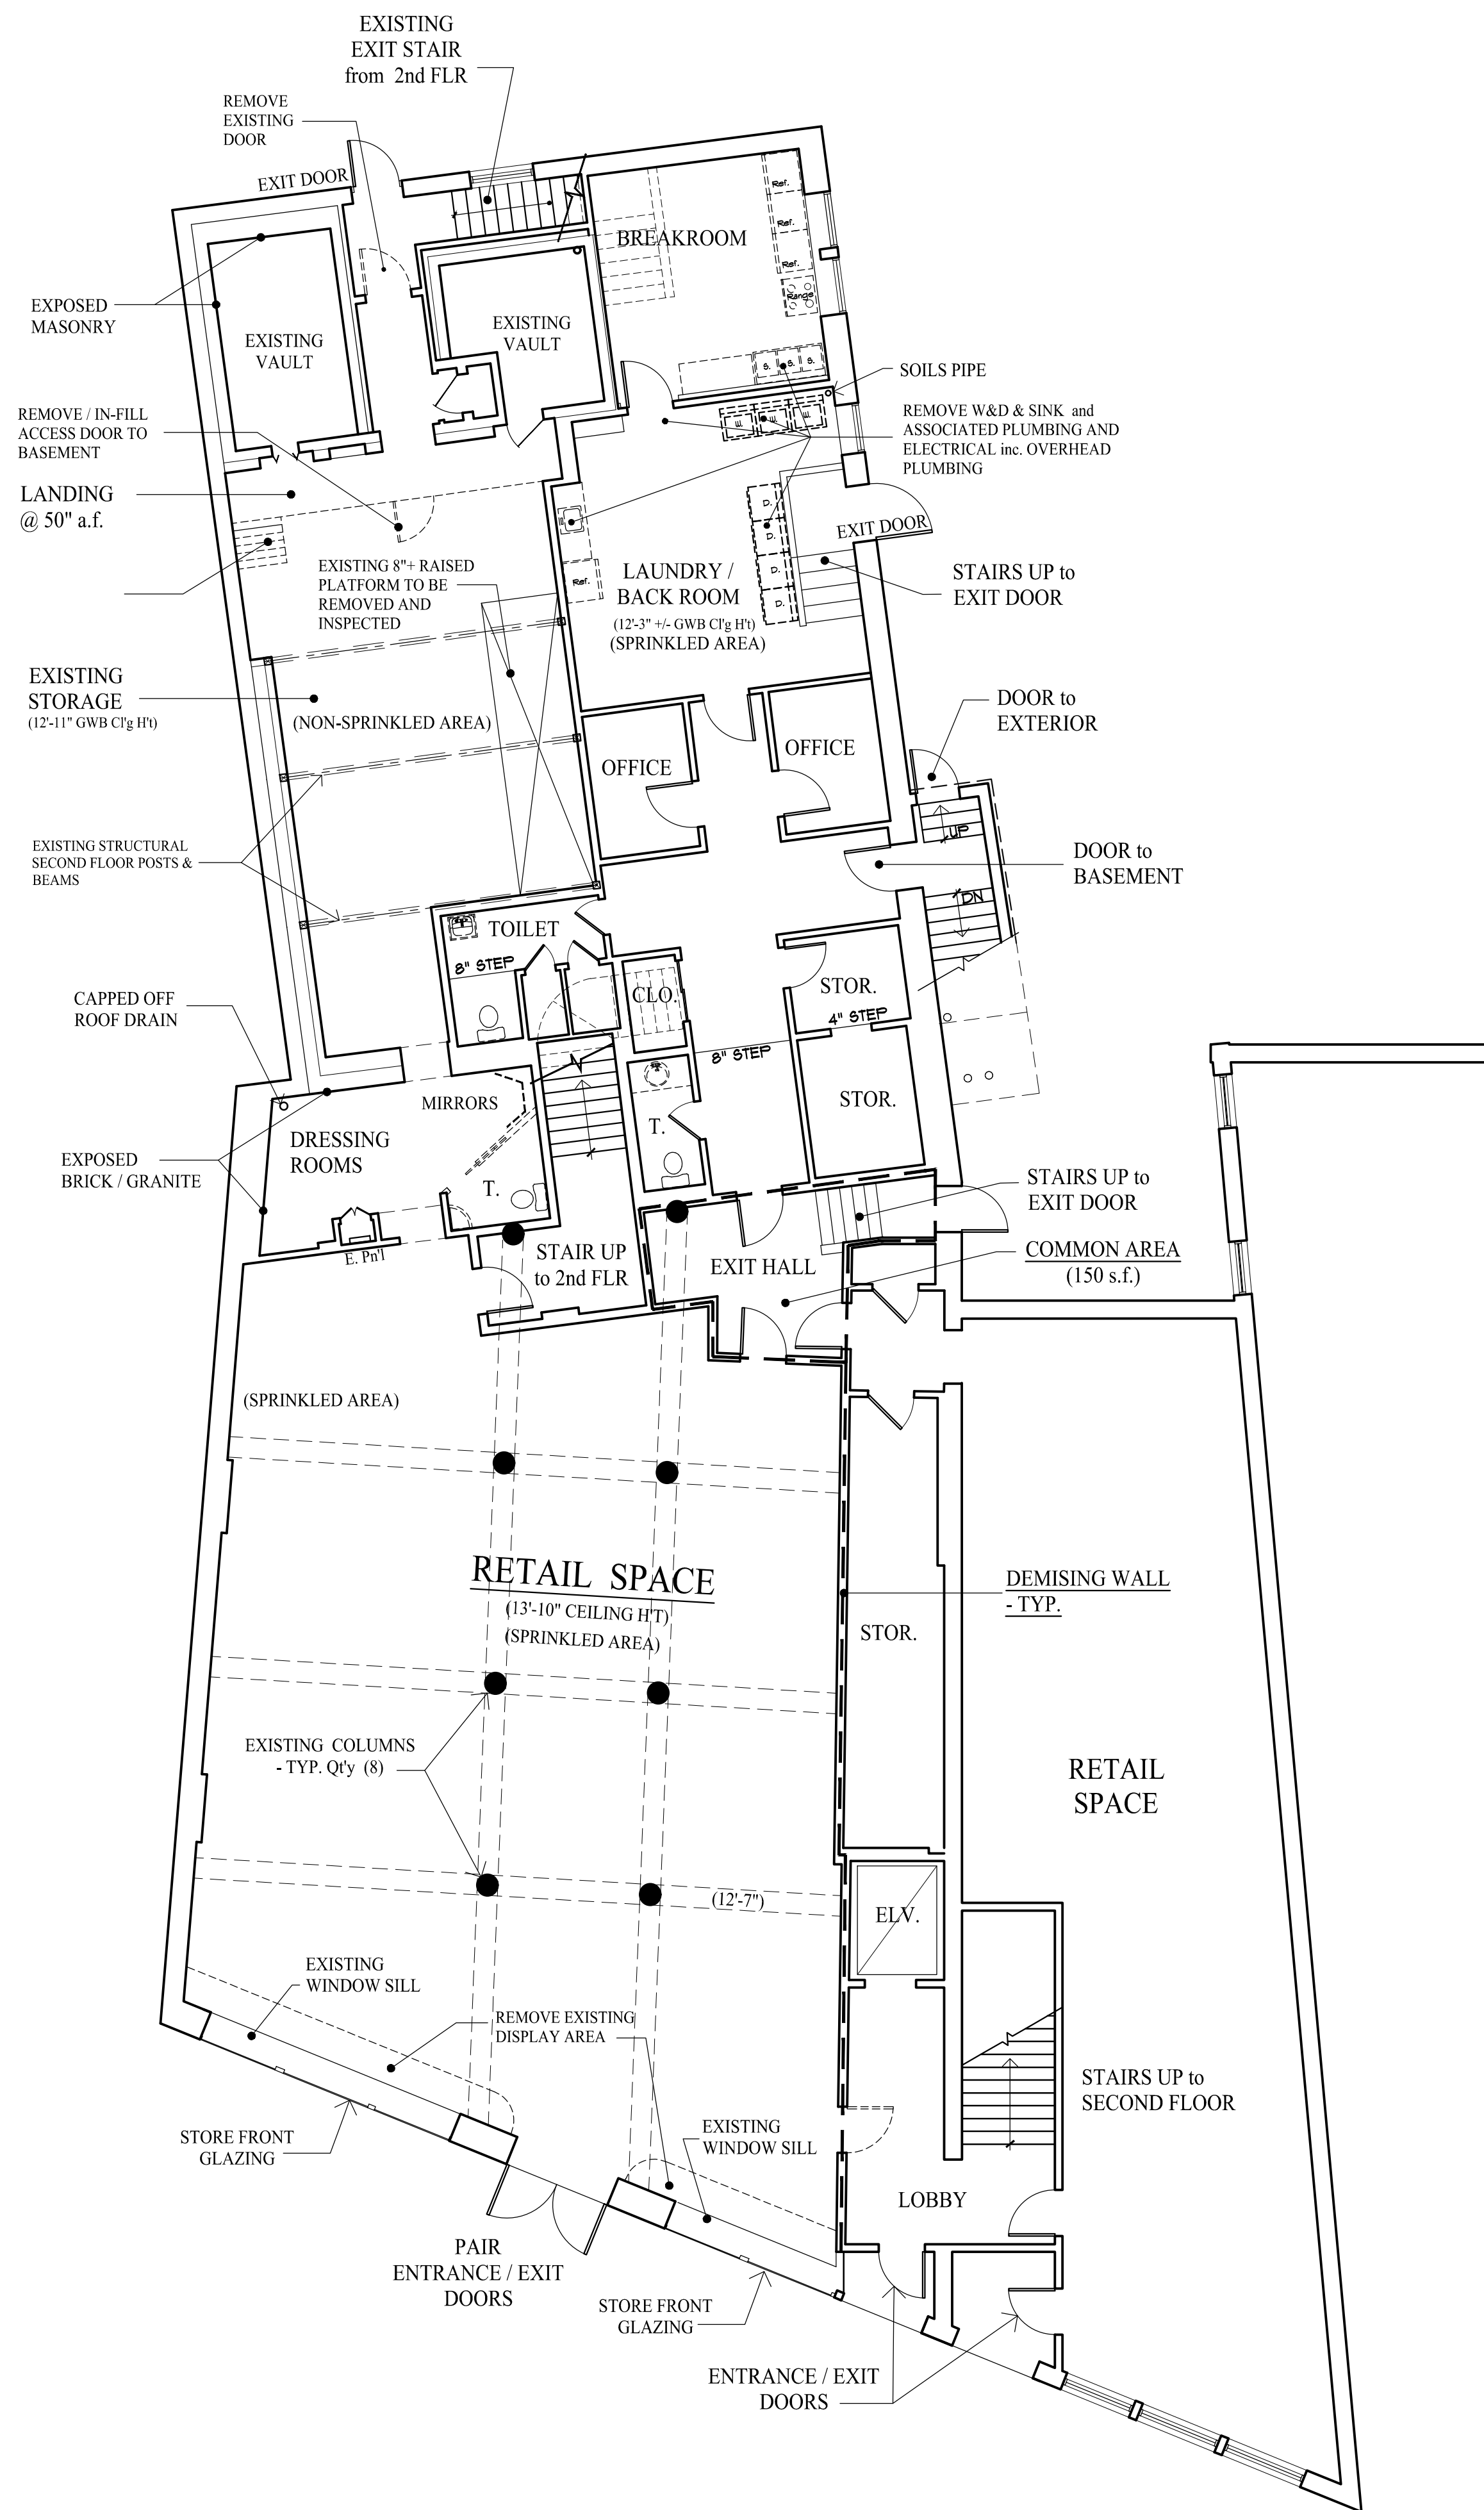 EXISTING
EXIT STAIR
from 2nd FLR
REMOVE
EXISTING
DOOR
EXIT DOOR
BREAKROOM
Ref.
Ref.
Ref.
Range
S.
S.
S.
EXPOSED
MASONRY
EXISTING
VAULT
EXISTING
VAULT
SOILS PIPE
REMOVE W&D & SINK and
ASSOCIATED PLUMBING AND
ELECTRICAL inc. OVERHEAD
PLUMBING
REMOVE / IN-FILL
ACCESS DOOR TO
BASEMENT
LANDING
@ 50" a.f.
D.
D.
D.
D.
EXIT DOOR
EXISTING 8"+ RAISED
PLATFORM TO BE
REMOVED AND
INSPECTED
Ref.
LAUNDRY /
BACK ROOM
(12'-3" +/- GWB Cl'g H't)
(SPRINKLED AREA)
STAIRS UP to
EXIT DOOR
EXISTING
STORAGE
(12'-11" GWB Cl'g H't)
(NON-SPRINKLED AREA)
DOOR to
EXTERIOR
OFFICE
OFFICE
EXISTING STRUCTURAL
SECOND FLOOR POSTS &
BEAMS
UP
DOOR to
BASEMENT
DN
TOILET
8" STEP
CLO.
STOR.
4" STEP
CAPPED OFF
ROOF DRAIN
8" STEP
STOR.
MIRRORS
DRESSING
ROOMS
T.
T.
EXPOSED
BRICK / GRANITE
E. Pn'l
STAIR UP
to 2nd FLR
EXIT HALL
STAIRS UP to
EXIT DOOR
COMMON AREA
(150 s.f.)
(SPRINKLED AREA)
RETAIL SPACE
(13'-10" CEILING H'T)
(SPRINKLED AREA)
DEMISING WALL
- TYP.
STOR.
EXISTING COLUMNS
- TYP. Qt'y (8)
RETAIL
SPACE
(12'-7")
ELV.
EXISTING
WINDOW SILL
REMOVE EXISTING
DISPLAY AREA
STAIRS UP to
SECOND FLOOR
STORE FRONT
GLAZING
EXISTING
WINDOW SILL
LOBBY
PAIR
ENTRANCE / EXIT
DOORS
STORE FRONT
GLAZING
ENTRANCE / EXIT
DOORS